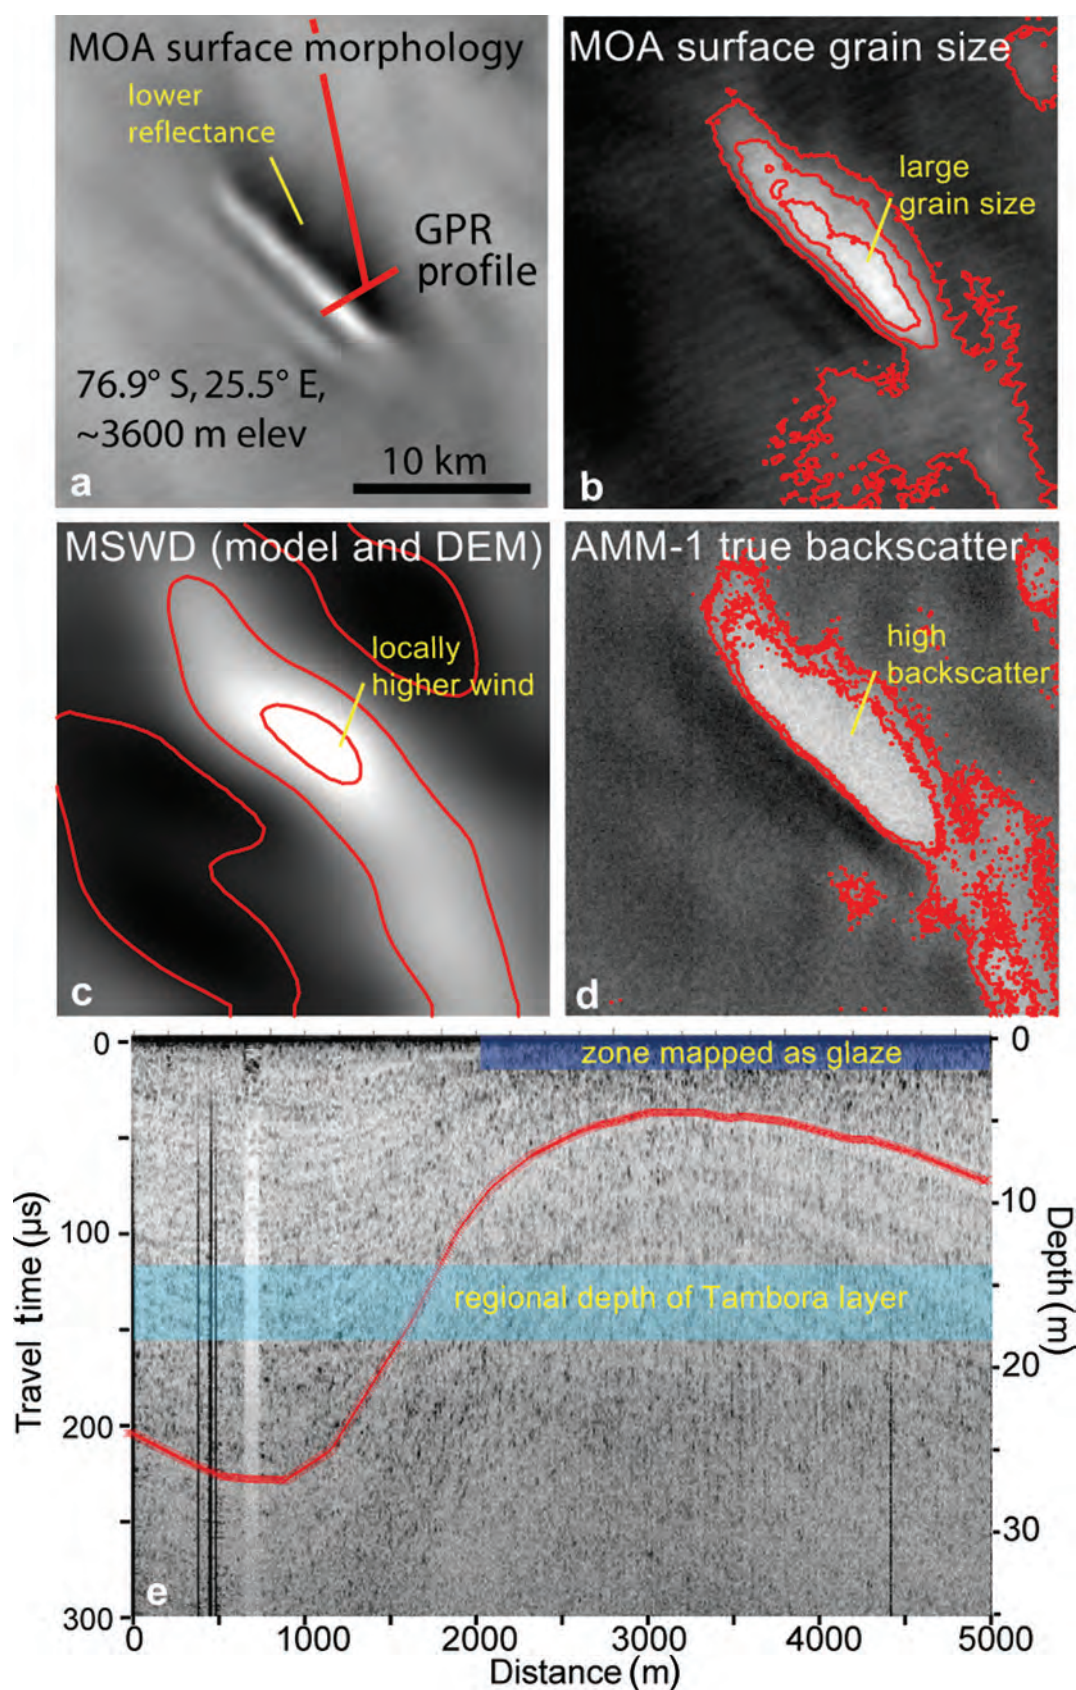 MOA surface morphology
lower
reflectance
GPR
profile
76.9° S, 25.5° E,
~3600 m elev
10 km
a
MOA surface grain size
large
grain size
b
MSWD (model and DEM)
locally
higher wind
c
AMM-1 true backscatter
high
backscatter
d
0
100
200
300
Travel time (μs)
zone mapped as glaze
regional depth of Tambora layer
e
0
10
20
30
Depth (m)
0 1000 2000 3000 4000 5000
Distance (m)